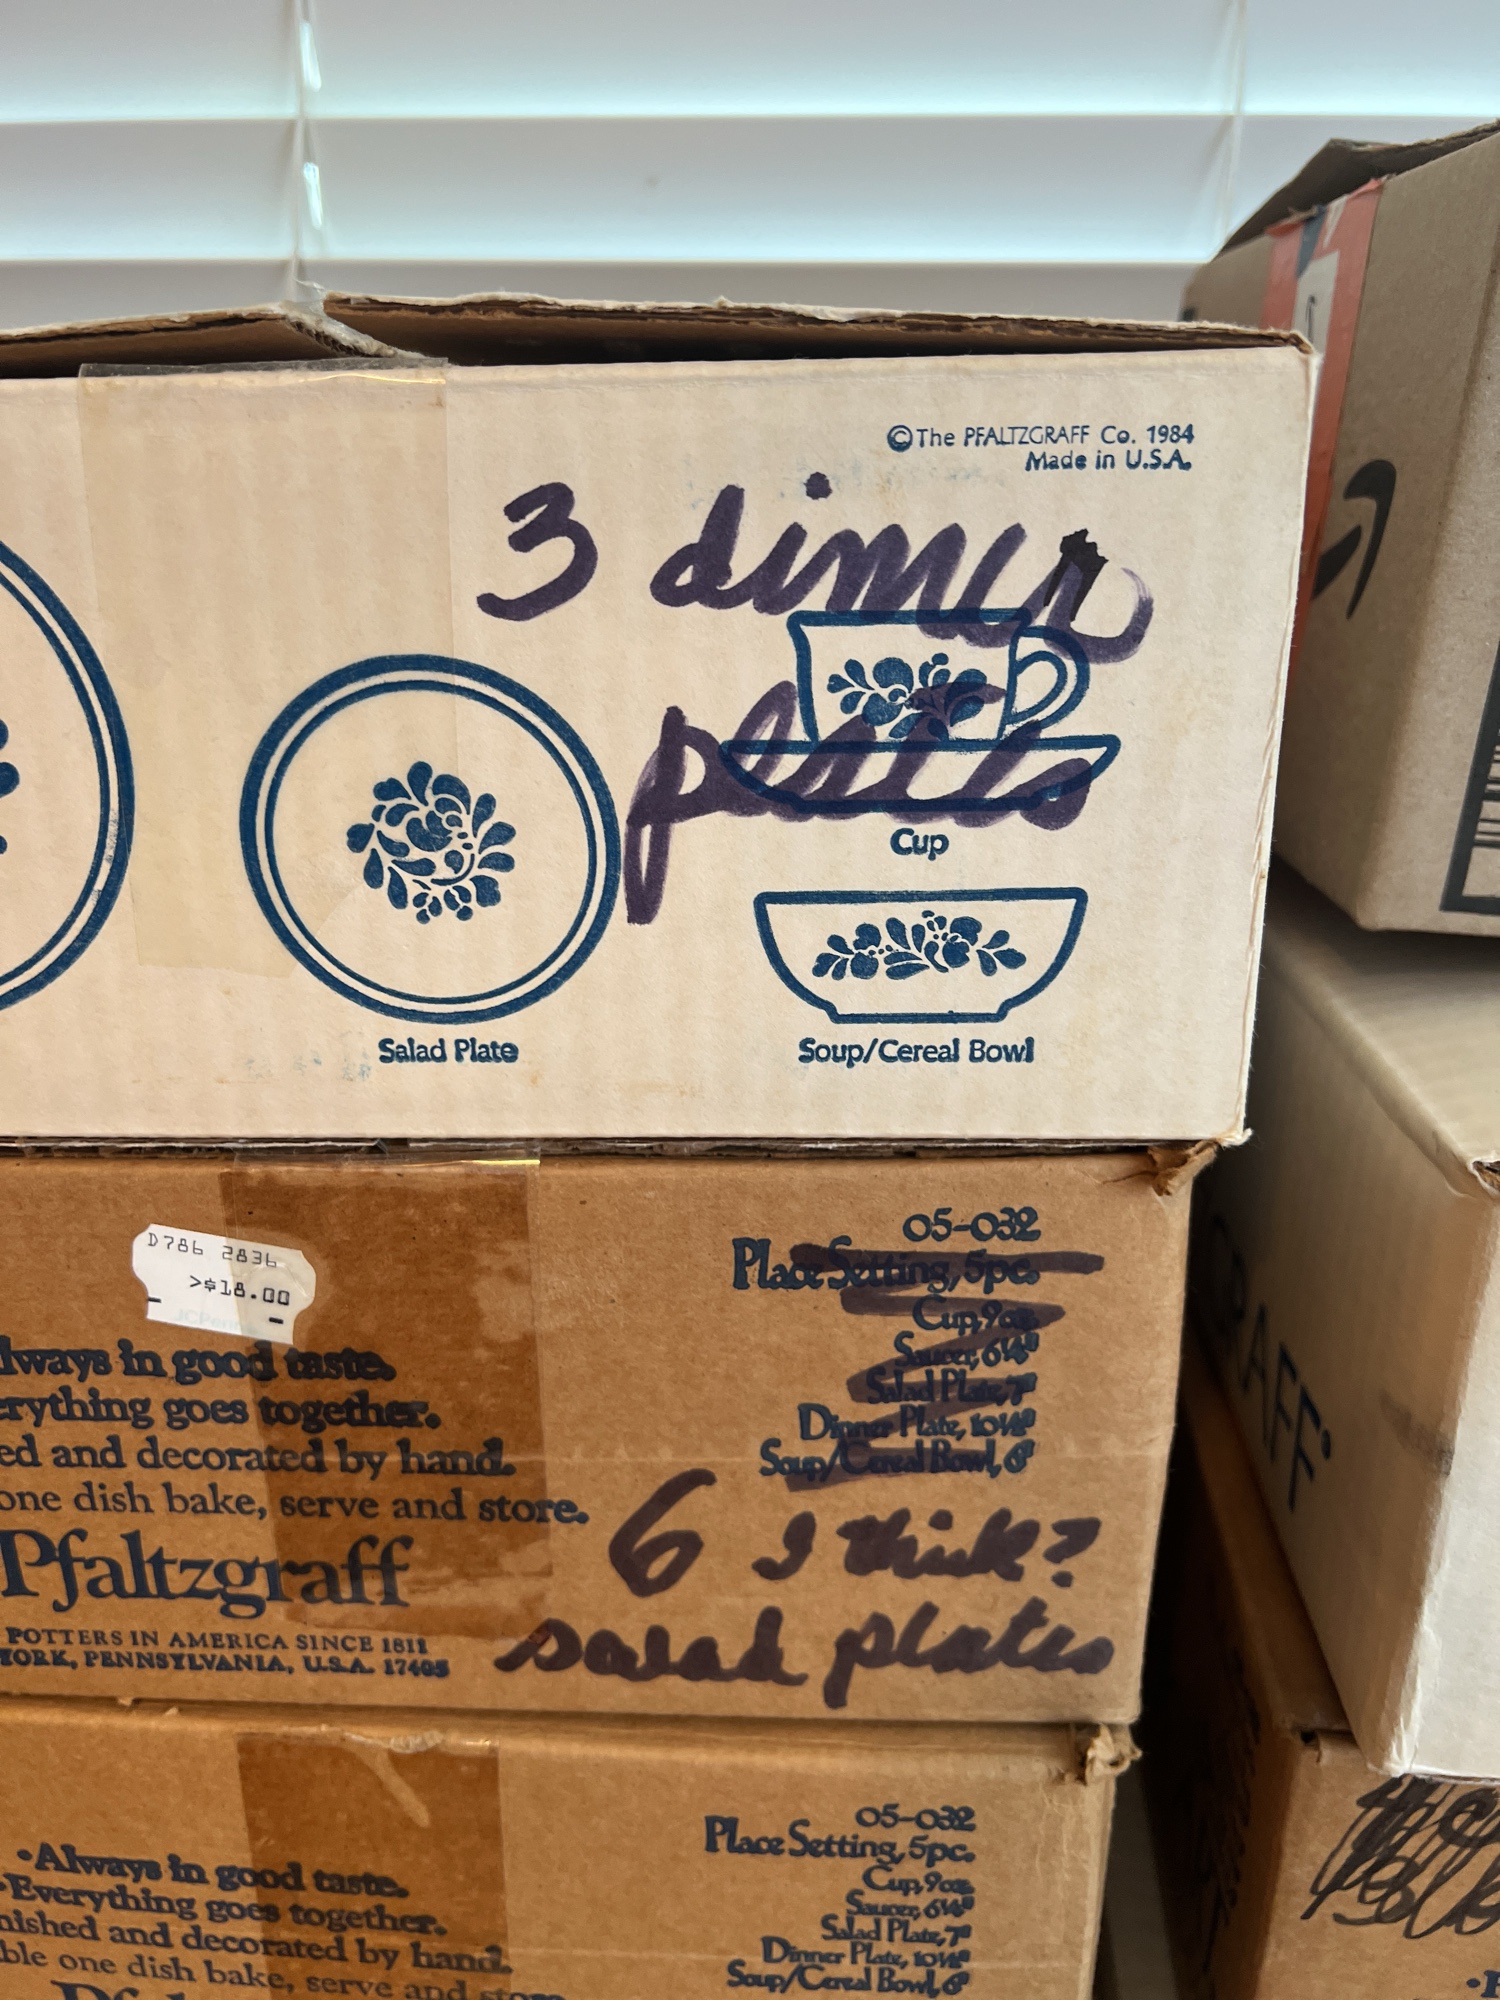 ©The PFALTZGRAFF Co. 1984
Made in U.S.A.
3 dinner
plates
Cup
Salad Plate
Soup/Cereal Bowl
D786 2836
>$18.00
JCPenn
05-032
Place Setting, 5pc.
Cup, 9oz.
Saucer, 6¼"
Salad Plate, 7"
Dinner Plate, 10¼"
Soup/Cereal Bowl, 6"
lways in good taste.
erything goes together.
ed and decorated by hand.
one dish bake, serve and store.
Pfaltzgraff
POTTERS IN AMERICA SINCE 1811
YORK, PENNSYLVANIA, U.S.A. 17405
6 I think?
salad plates
05-032
Place Setting, 5pc.
Cup, 9oz.
Saucer, 6¼"
Salad Plate, 7"
Dinner Plate, 10¼"
Soup/Cereal Bowl, 6"
•Always in good taste.
•Everything goes together.
nished and decorated by hand.
ble one dish bake, serve and store.
GRAFF